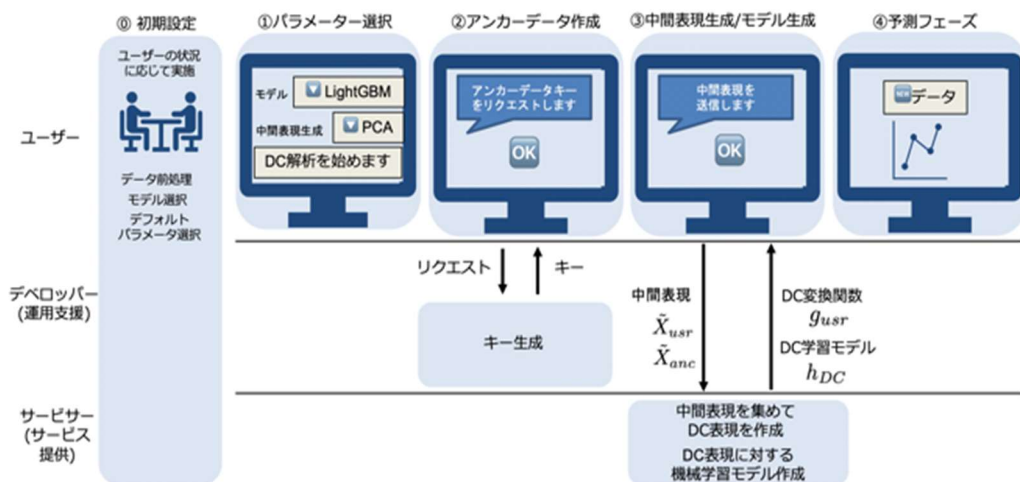 ⓪ 初期設定
①パラメーター選択
②アンカーデータ作成
③中間表現生成/モデル生成
④予測フェーズ
ユーザー
ユーザーの状況
に応じて実施
データ前処理
モデル選択
デフォルト
パラメータ選択
モデル
LightGBM
中間表現生成
PCA
DC解析を始めます
アンカーデータキー
をリクエストします
OK
中間表現を
送信します
OK
NEW データ
デベロッパー
(運用支援)
リクエスト
キー
キー生成
中間表現
X̃usr
X̃anc
DC変換関数
gusr
DC学習モデル
hDC
サービサー
(サービス
提供)
中間表現を集めて
DC表現を作成
DC表現に対する
機械学習モデル作成